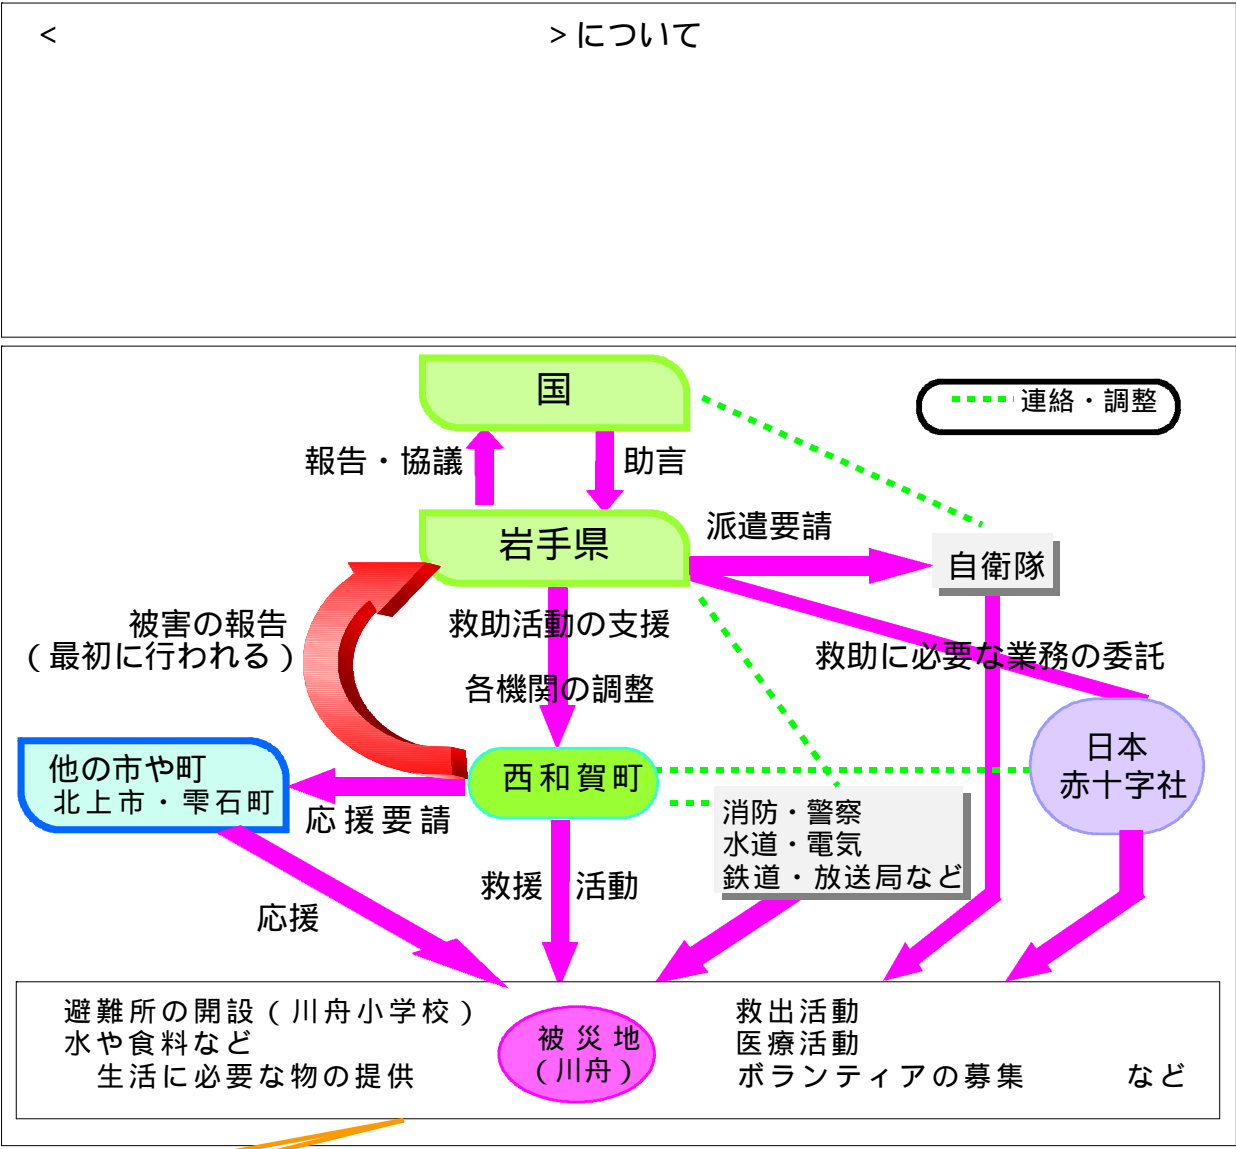 < >について
国
連絡・調整
報告・協議
助言
岩手県
派遣要請
自衛隊
被害の報告
(最初に行われる)
救助活動の支援
各機関の調整
救助に必要な業務の委託
他の市や町
北上市・雫石町
応援要請
西和賀町
日本
赤十字社
消防・警察
水道・電気
鉄道・放送局など
救援 活動
応援
避難所の開設(川舟小学校)
水や食料など
生活に必要な物の提供
被災地
(川舟)
救出活動
医療活動
ボランティアの募集 など